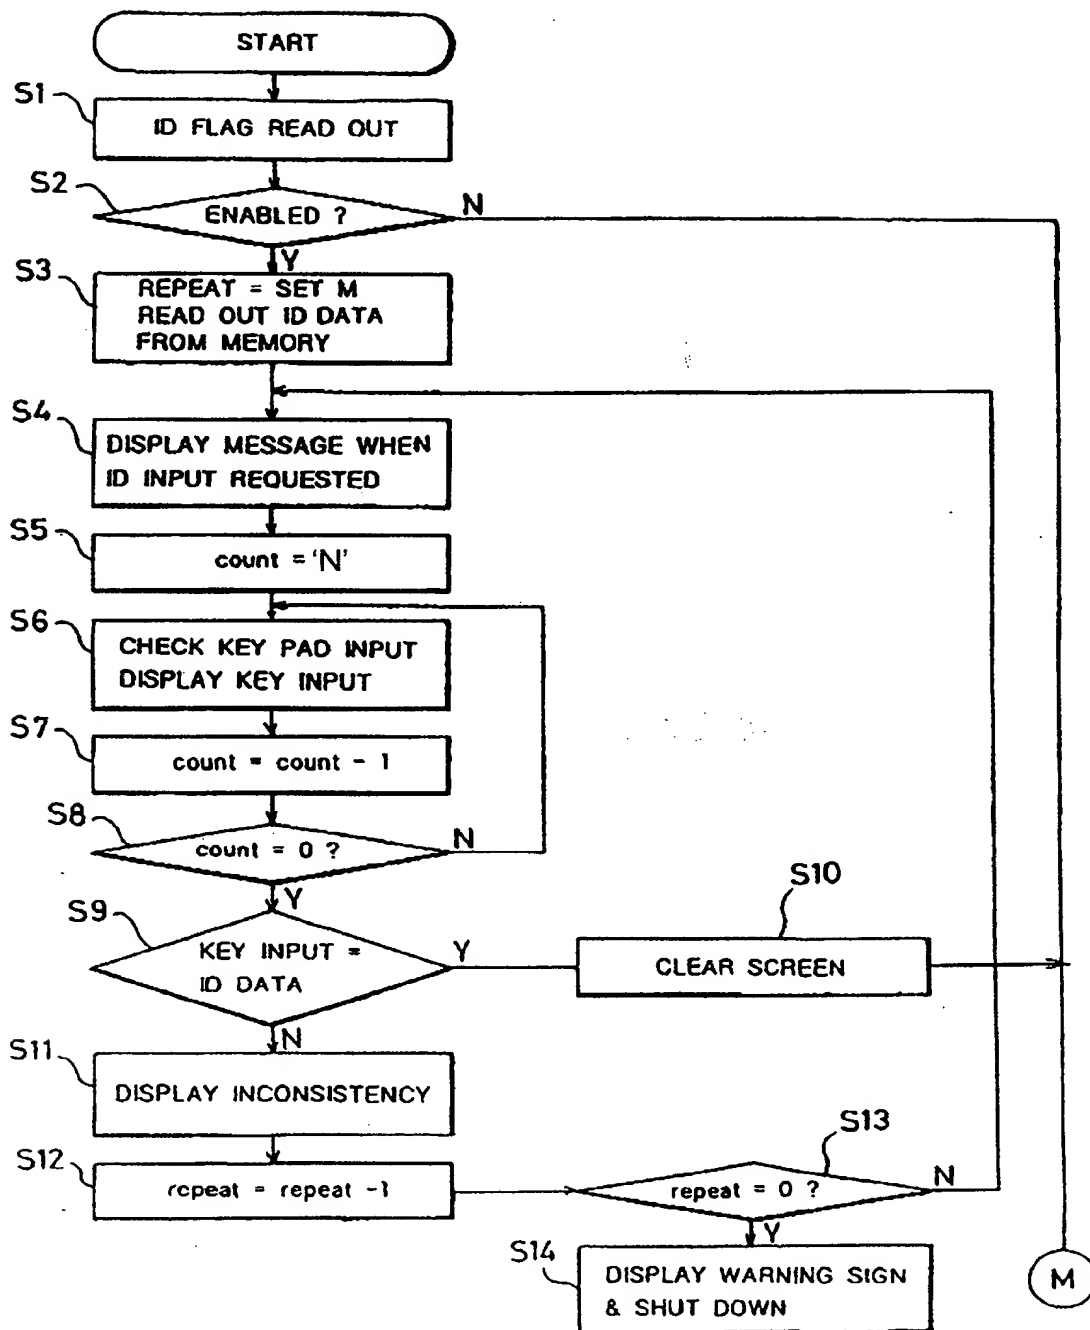 START
S1
ID FLAG READ OUT
S2
ENABLED ?
N
Y
S3
REPEAT = SET M
READ OUT ID DATA
FROM MEMORY
S4
DISPLAY MESSAGE WHEN
ID INPUT REQUESTED
S5
count = 'N'
S6
CHECK KEY PAD INPUT
DISPLAY KEY INPUT
S7
count = count - 1
S8
count = 0 ?
N
Y
S9
KEY INPUT =
ID DATA
Y
S10
CLEAR SCREEN
N
S11
DISPLAY INCONSISTENCY
S12
repeat = repeat -1
S13
repeat = 0 ?
N
Y
S14
DISPLAY WARNING SIGN
& SHUT DOWN
M